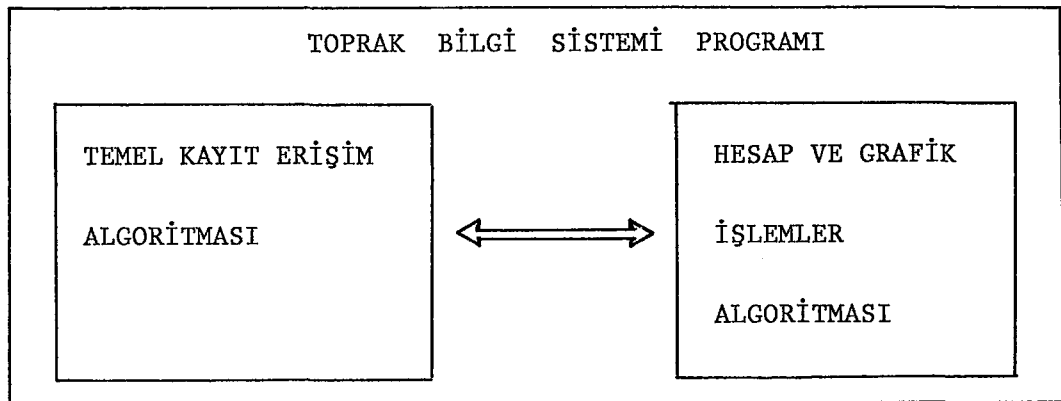 TOPRAK BİLGİ SİSTEMİ PROGRAMI
TEMEL KAYIT ERİŞİM
ALGORİTMASI
HESAP VE GRAFİK
İŞLEMLER
ALGORİTMASI